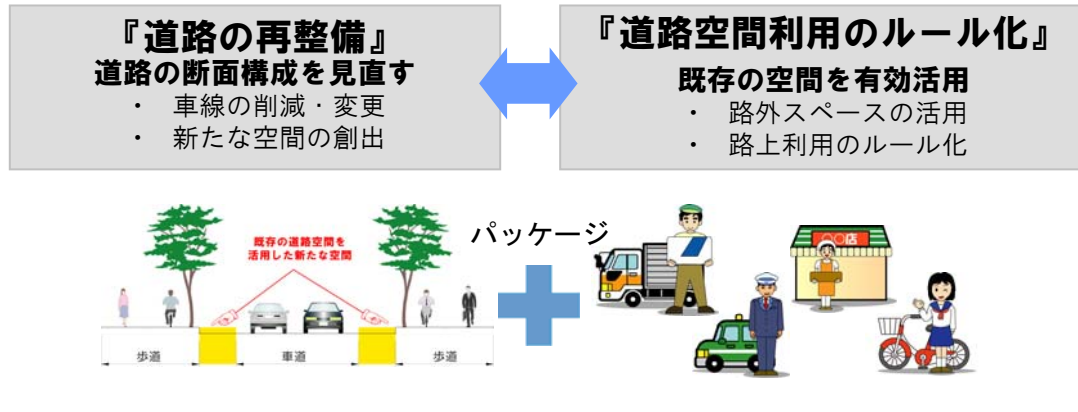 『道路の再整備』
道路の断面構成を見直す
・ 車線の削減・変更
・ 新たな空間の創出
『道路空間利用のルール化』
既存の空間を有効活用
・ 路外スペースの活用
・ 路上利用のルール化
パッケージ
既存の道路空間を
活用した新たな空間
歩道
車道
歩道
〇〇店